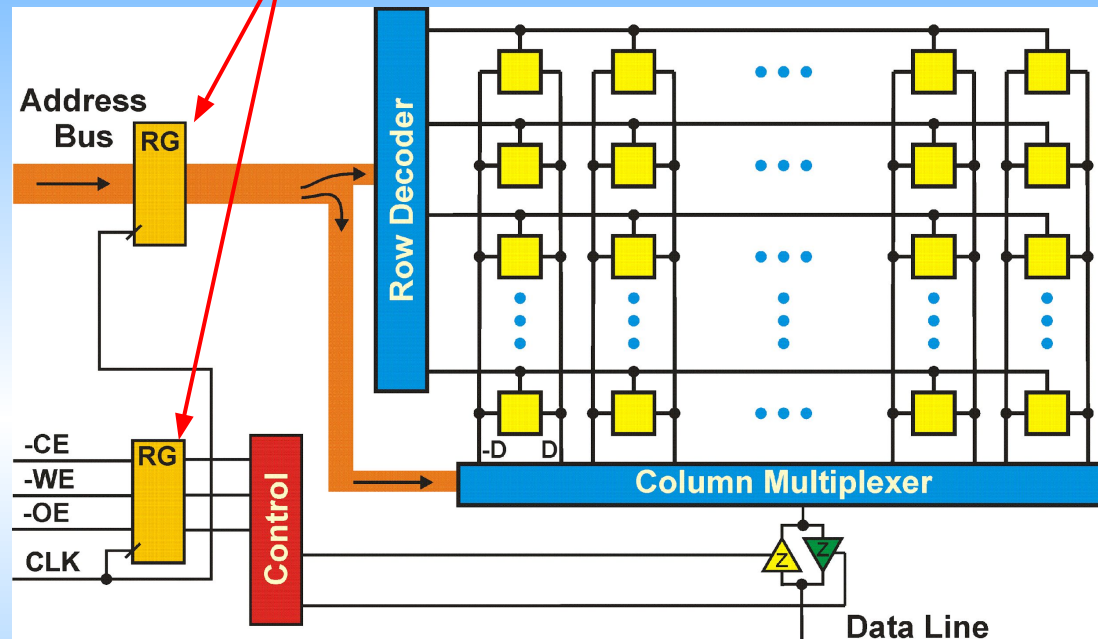 Address
Bus
RG
Row Decoder
-CE
-WE
-OE
CLK
RG
Control
-D
D
Column Multiplexer
Z
Z
Data Line